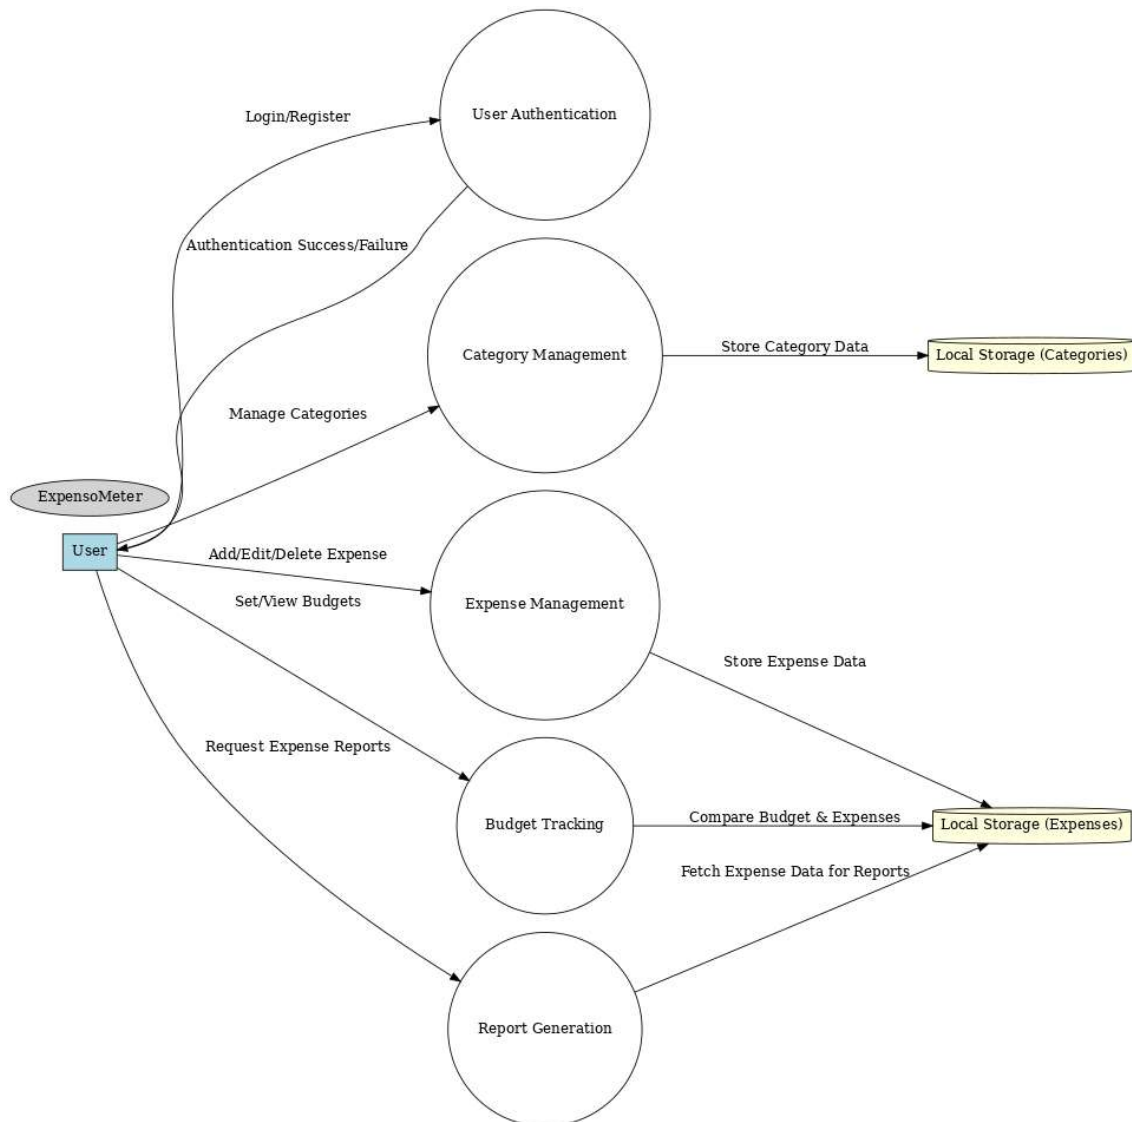 User Authentication
Login/Register
Authentication Success/Failure
Category Management
Store Category Data
Local Storage (Categories)
Manage Categories
ExpensoMeter
User
Add/Edit/Delete Expense
Set/View Budgets
Expense Management
Store Expense Data
Request Expense Reports
Budget Tracking
Compare Budget & Expenses
Local Storage (Expenses)
Fetch Expense Data for Reports
Report Generation